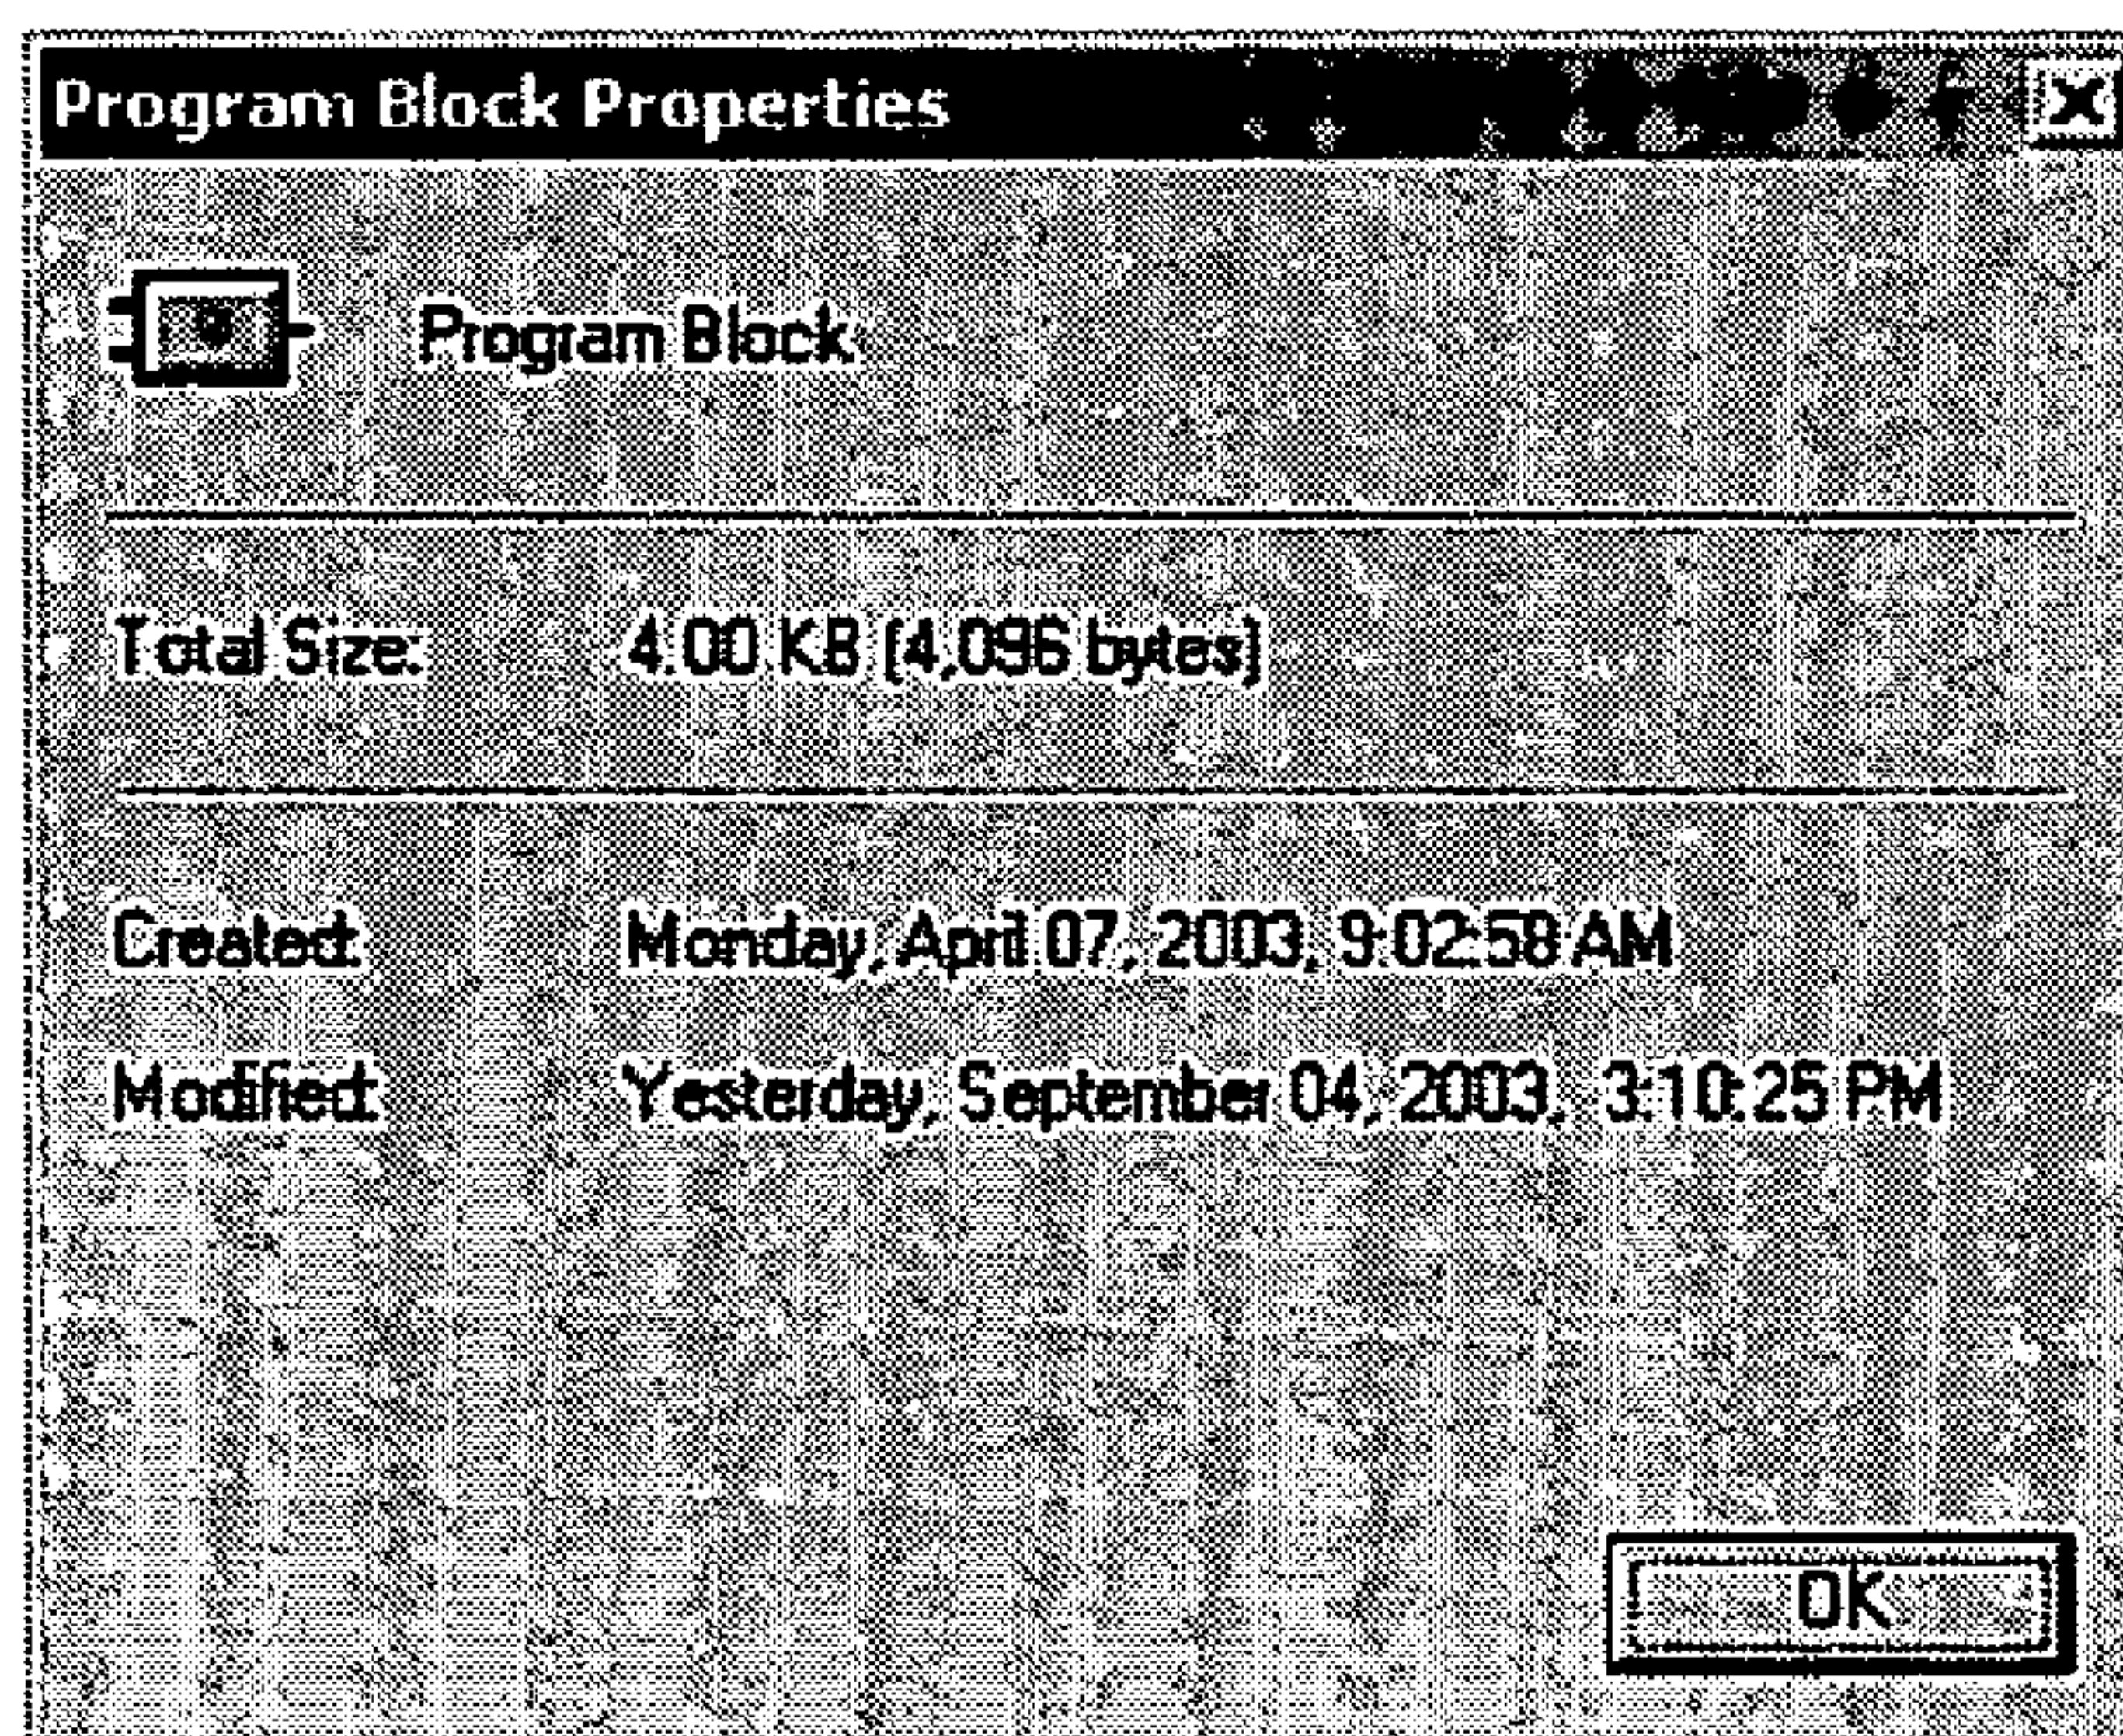 Program Block Properties
Program Block
Total Size: 4.00 KB (4,096 bytes)
Created: Monday, April 07, 2003, 9:02:58 AM
Modified: Yesterday, September 04, 2003, 3:10:25 PM
OK